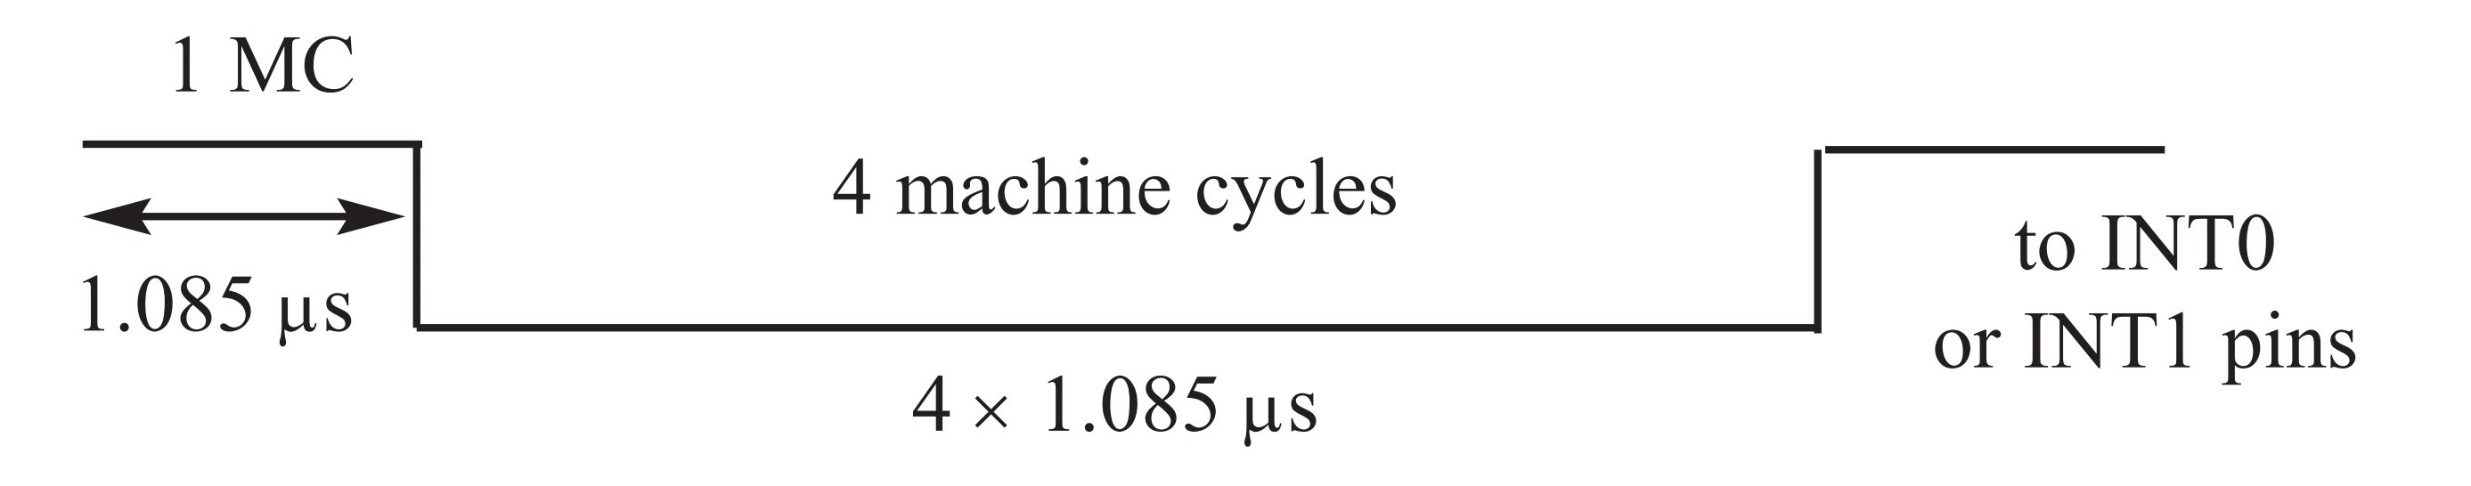 1 MC
4 machine cycles
1.085 μs
to INT0
or INT1 pins
4 × 1.085 μs